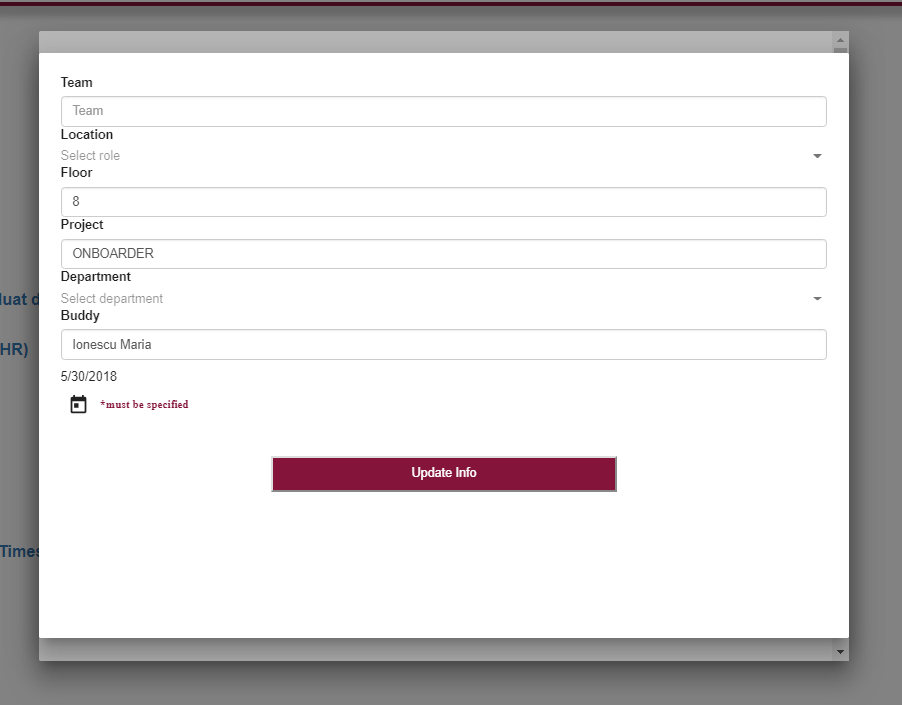 Team
Team
Location
Select role
Floor
8
Project
ONBOARDER
Department
Select department
Buddy
Ionescu Maria
5/30/2018
*must be specified
Update Info
luat d
HR)
Times